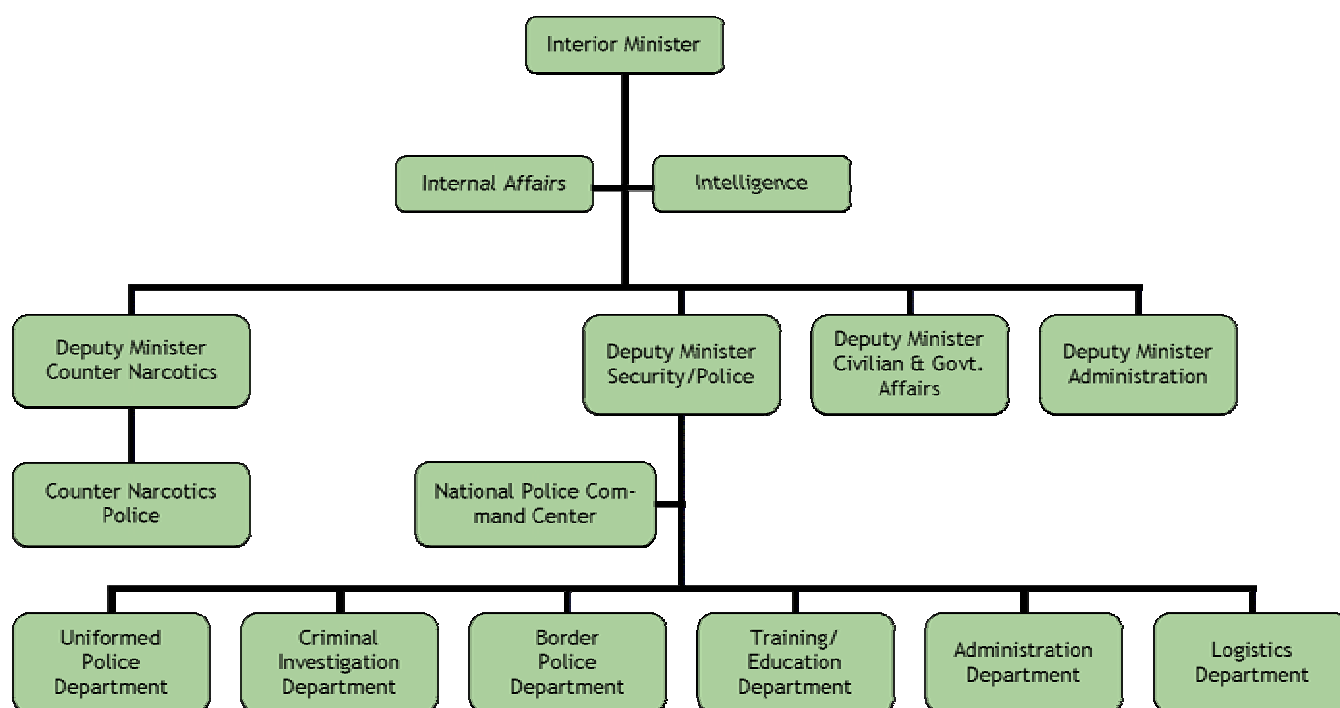 Interior Minister
Internal Affairs
Intelligence
Deputy Minister
Counter Narcotics
Deputy Minister
Security/Police
Deputy Minister
Civilian & Govt.
Affairs
Deputy Minister
Administration
Counter Narcotics
Police
National Police Com-
mand Center
Uniformed
Police
Department
Criminal
Investigation
Department
Border
Police
Department
Training/
Education
Department
Administration
Department
Logistics
Department